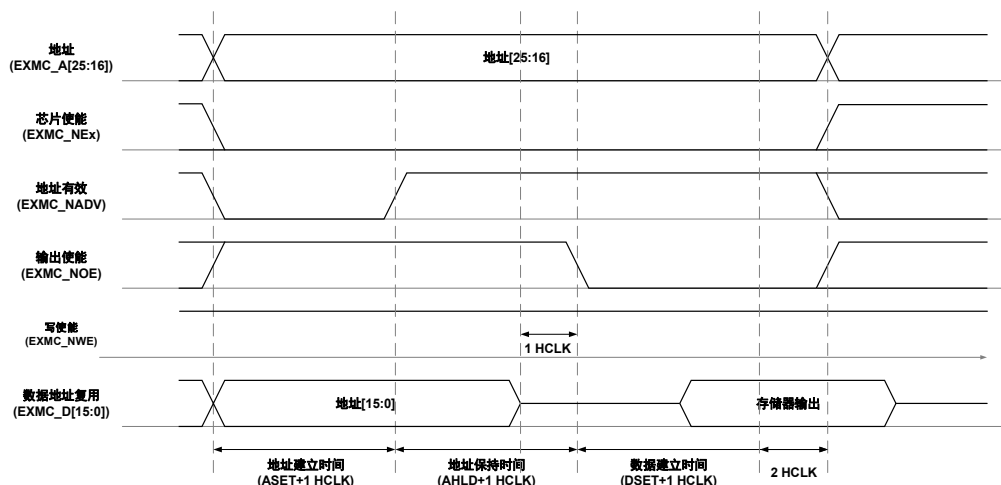 地址
(EXMC_A[25:16])
地址[25:16]
芯片使能
(EXMC_NEx)
地址有效
(EXMC_NADV)
输出使能
(EXMC_NOE)
写使能
(EXMC_NWE)
1 HCLK
数据地址复用
(EXMC_D[15:0])
地址[15:0]
存储器输出
地址建立时间
(ASET+1 HCLK)
地址保持时间
(AHLD+1 HCLK)
数据建立时间
(DSET+1 HCLK)
2 HCLK